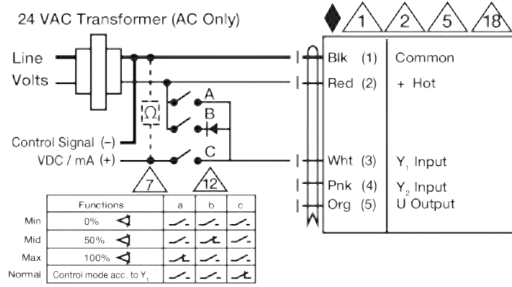 24 VAC Transformer (AC Only)
1 2 5 18
Line
Volts
Blk (1) Common
Red (2) + Hot
A
B
C
Ω
Control Signal (–)
VDC / mA (+)
Wht (3) Y1 Input
Pnk (4) Y2 Input
Org (5) U Output
7 12
Functions a b c
Min 0%
Mid 50%
Max 100%
Normal Control mode acc. to Y1